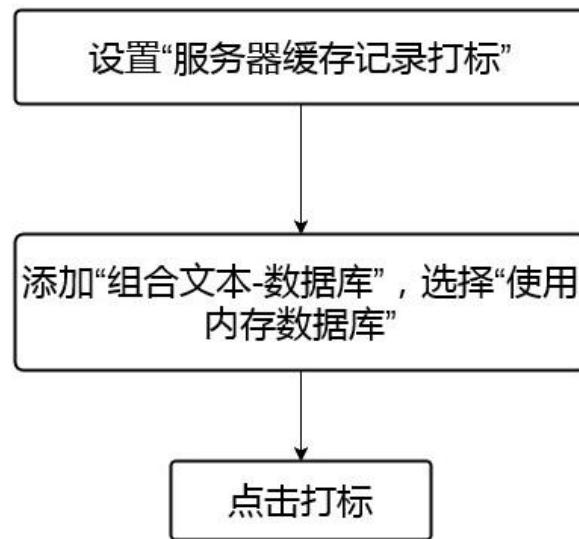 设置“服务器缓存记录打标”
添加“组合文本-数据库”，选择“使用
内存数据库”
点击打标